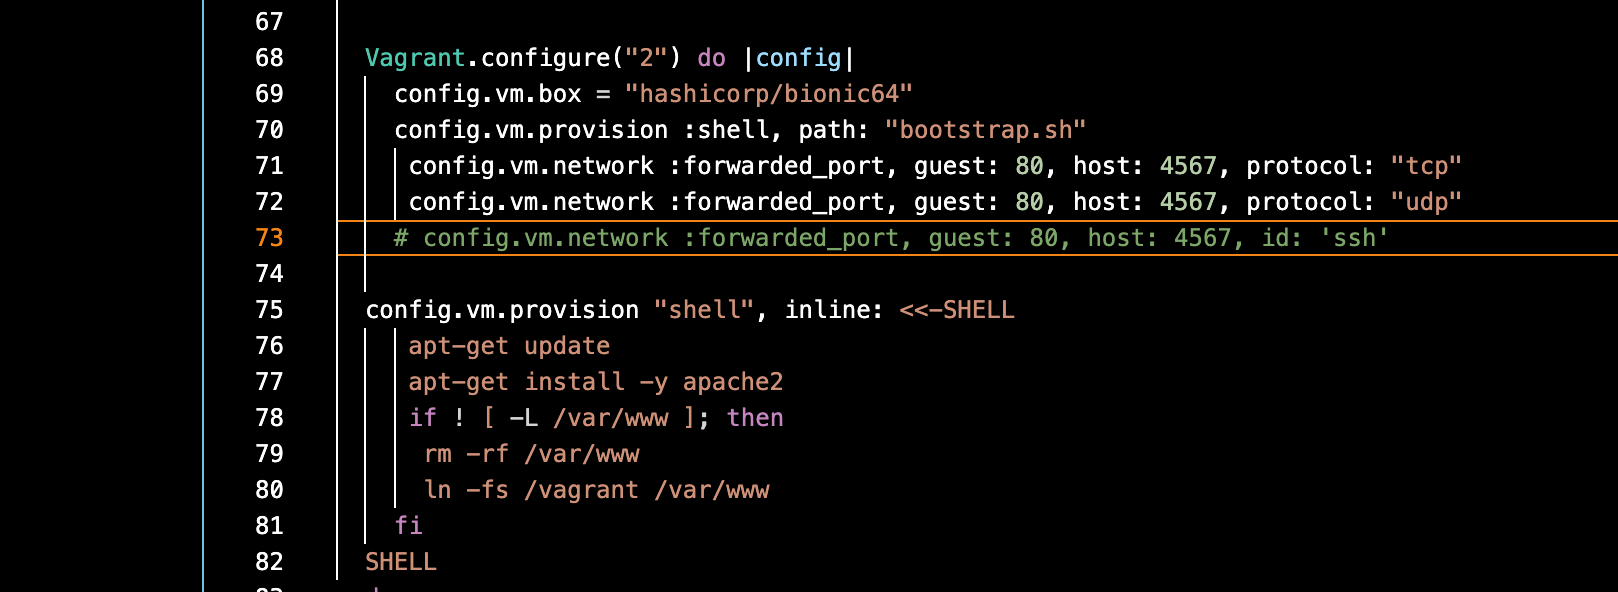 67
68 Vagrant.configure("2") do |config|
69 config.vm.box = "hashicorp/bionic64"
70 config.vm.provision :shell, path: "bootstrap.sh"
71 config.vm.network :forwarded_port, guest: 80, host: 4567, protocol: "tcp"
72 config.vm.network :forwarded_port, guest: 80, host: 4567, protocol: "udp"
73 # config.vm.network :forwarded_port, guest: 80, host: 4567, id: 'ssh'
74
75 config.vm.provision "shell", inline: <<-SHELL
76 apt-get update
77 apt-get install -y apache2
78 if ! [ -L /var/www ]; then
79 rm -rf /var/www
80 ln -fs /vagrant /var/www
81 fi
82 SHELL